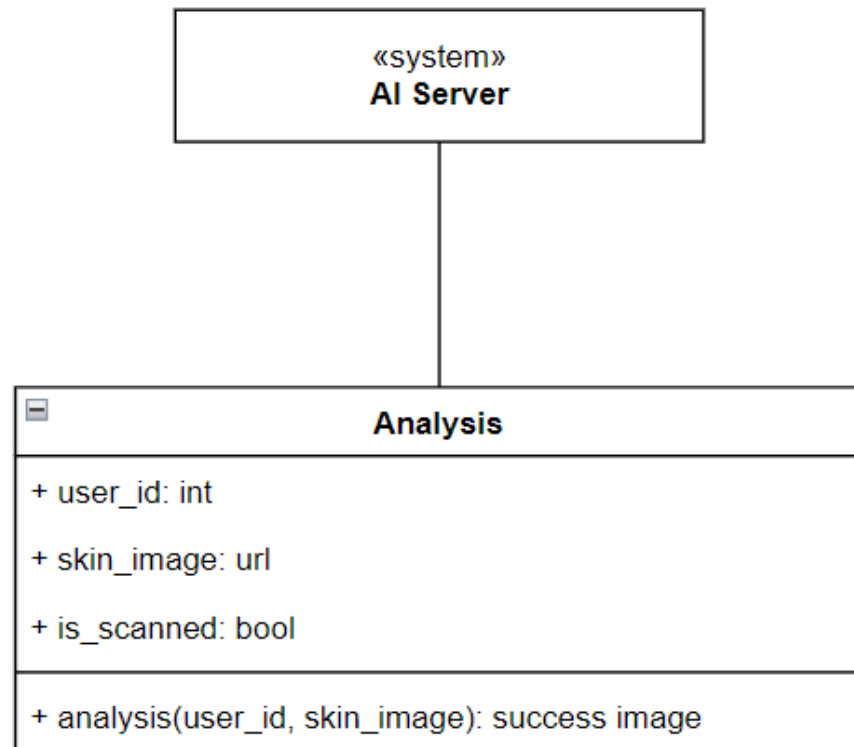 «system»
AI Server
Analysis
+ user_id: int
+ skin_image: url
+ is_scanned: bool
+ analysis(user_id, skin_image): success image